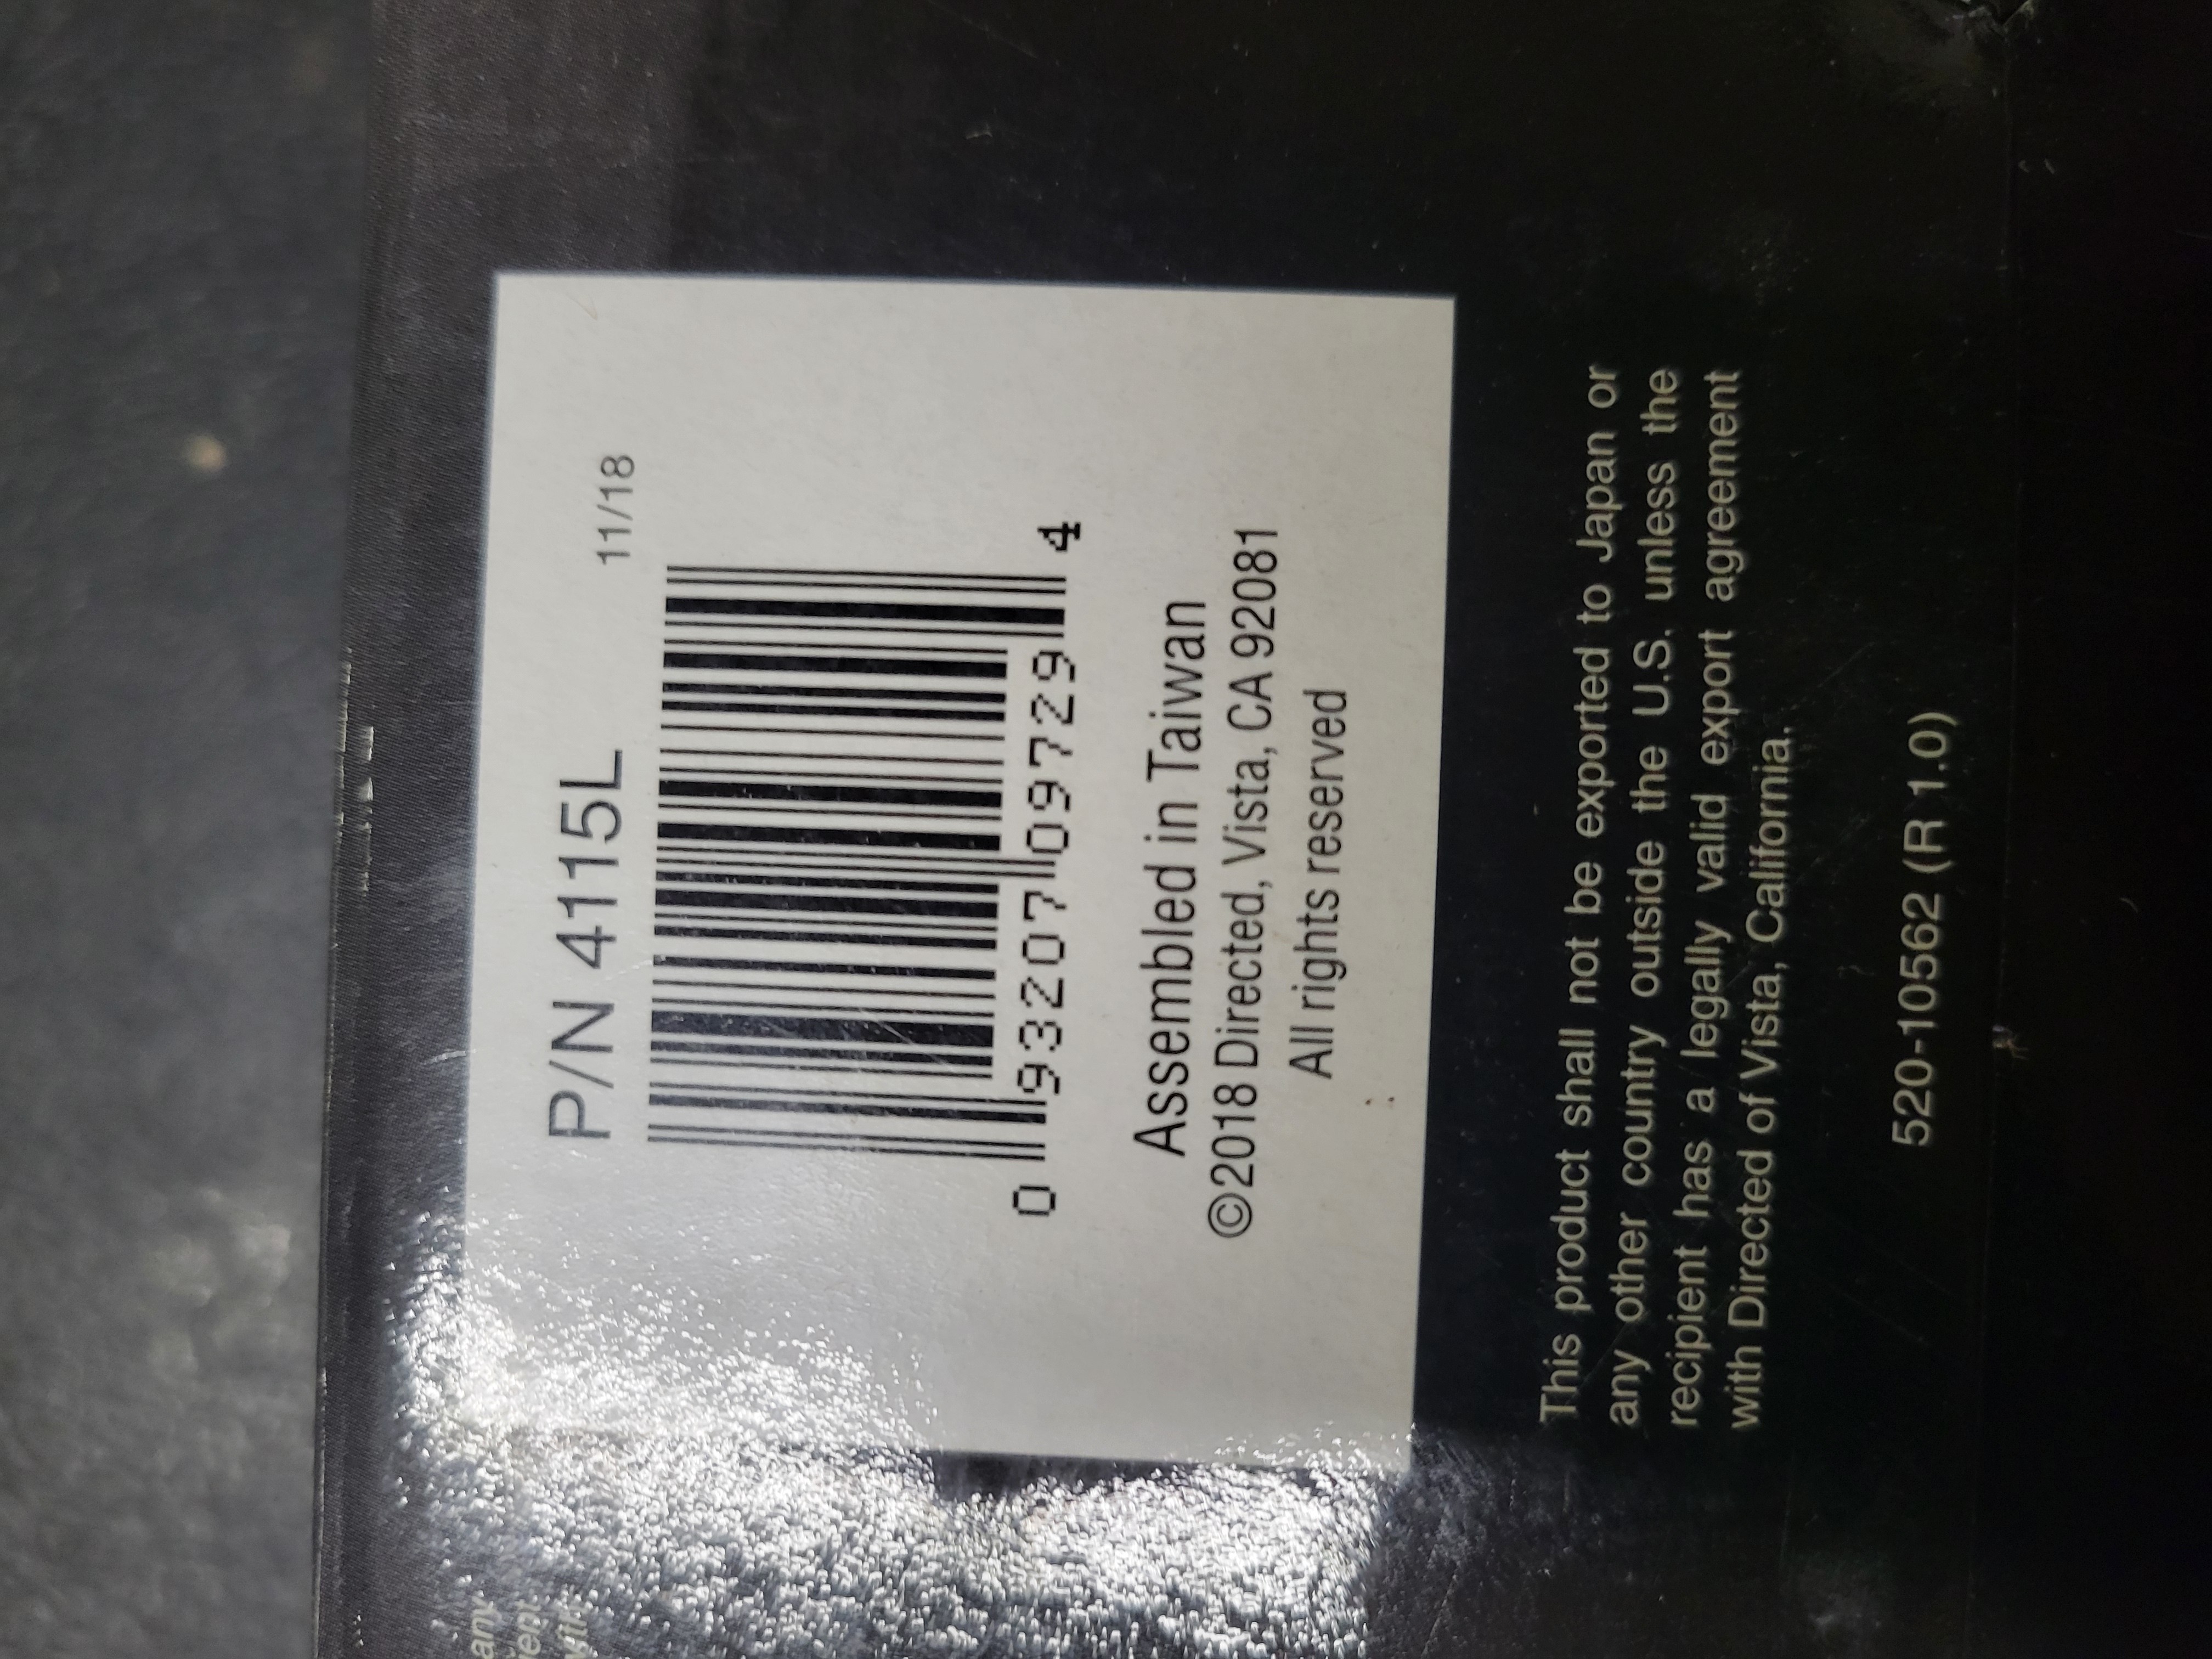 P/N 4115L
11/18
0 93207 09729 4
Assembled in Taiwan
©2018 Directed, Vista, CA 92081
All rights reserved
This product shall not be exported to Japan or
any other country outside the U.S. unless the
recipient has a legally valid export agreement
with Directed of Vista, California.
520-10562 (R 1.0)
any